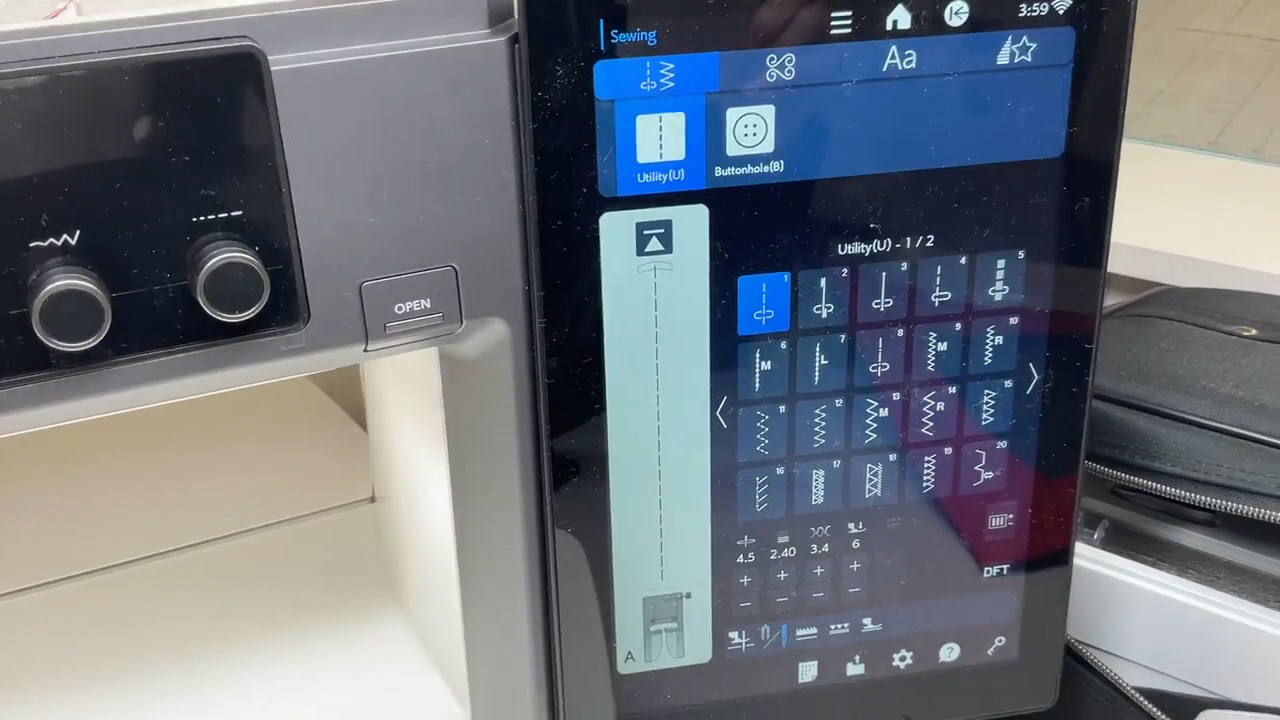 Sewing
3:59
Aa
Utility(U)
Buttonhole(B)
Utility(U) - 1 / 2
1 2 3 4 5
6 M 7 L 8 9 M 10 R
11 12 13 M 14 R 15
16 17 18 19 20
4.5 2.40 3.4 6
+ + + +
- - - -
DFT
A
?
OPEN